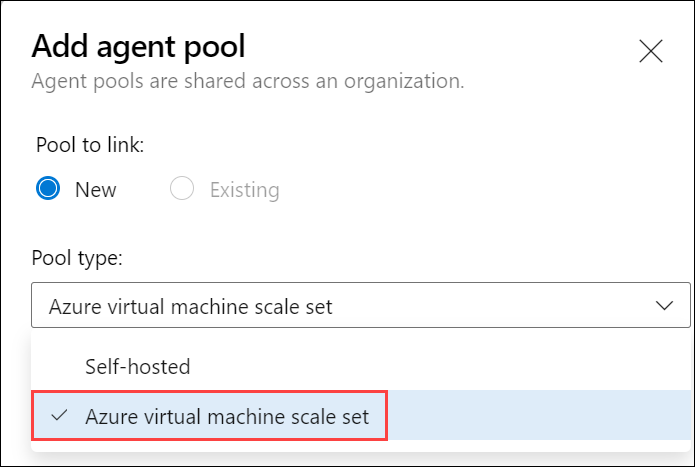 Add agent pool
Agent pools are shared across an organization.
Pool to link:
New
Existing
Pool type:
Azure virtual machine scale set
Self-hosted
Azure virtual machine scale set